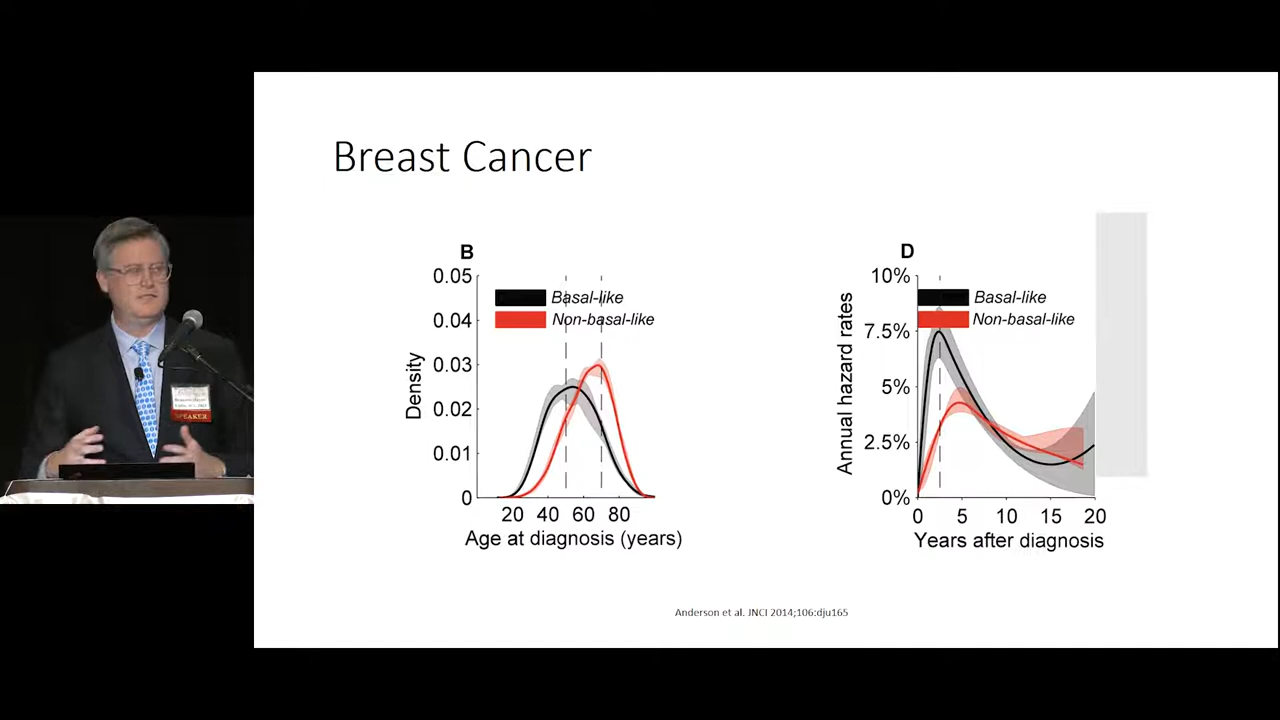 Breast Cancer
B
0.05
0.04
0.03
0.02
0.01
0
Density
Basal-like
Non-basal-like
20 40 60 80
Age at diagnosis (years)
D
10%
7.5%
5%
2.5%
0%
Annual hazard rates
Basal-like
Non-basal-like
0 5 10 15 20
Years after diagnosis
Anderson et al. JNCI 2014;106:dju165
SPEAKER